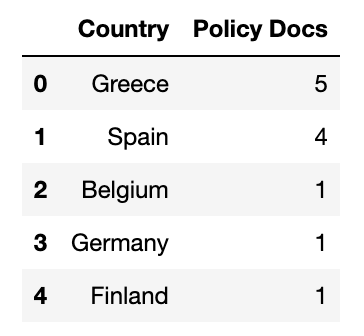 Country Policy Docs
0 Greece 5
1 Spain 4
2 Belgium 1
3 Germany 1
4 Finland 1